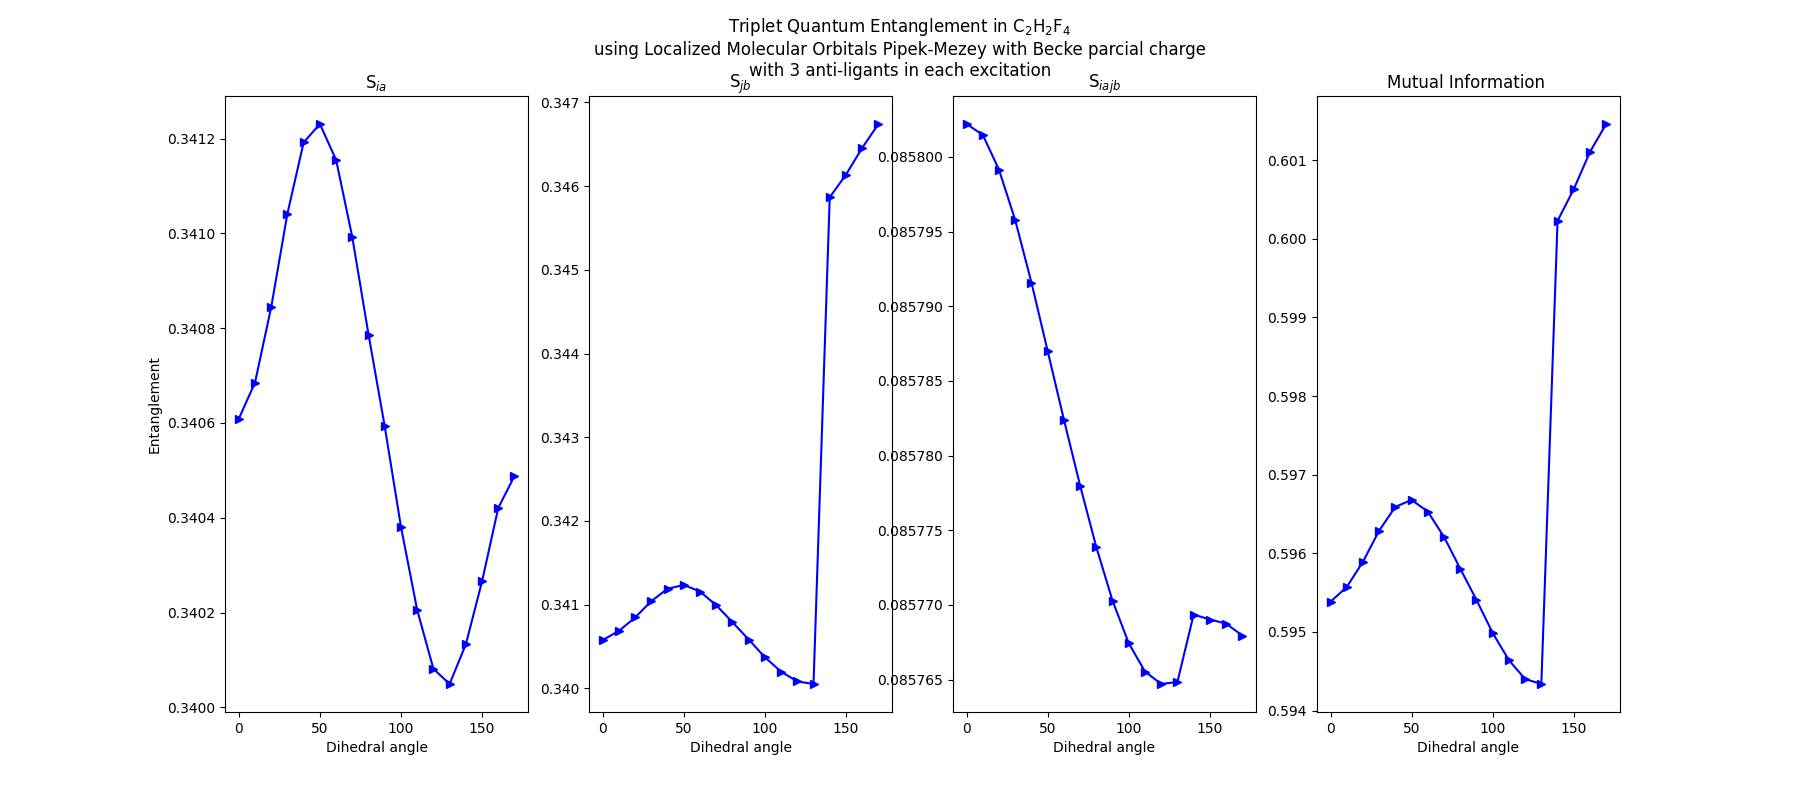 Triplet Quantum Entanglement in C₂H₂F₄
using Localized Molecular Orbitals Pipek-Mezey with Becke parcial charge
with 3 anti-ligants in each excitation
S_ia
0.3412
0.3410
0.3408
0.3406
0.3404
0.3402
0.3400
Entanglement
0 50 100 150
Dihedral angle
S_jb
0.347
0.346
0.345
0.344
0.343
0.342
0.341
0.340
0 50 100 150
Dihedral angle
S_iajb
0.085800
0.085795
0.085790
0.085785
0.085780
0.085775
0.085770
0.085765
0 50 100 150
Dihedral angle
Mutual Information
0.601
0.600
0.599
0.598
0.597
0.596
0.595
0.594
0 50 100 150
Dihedral angle